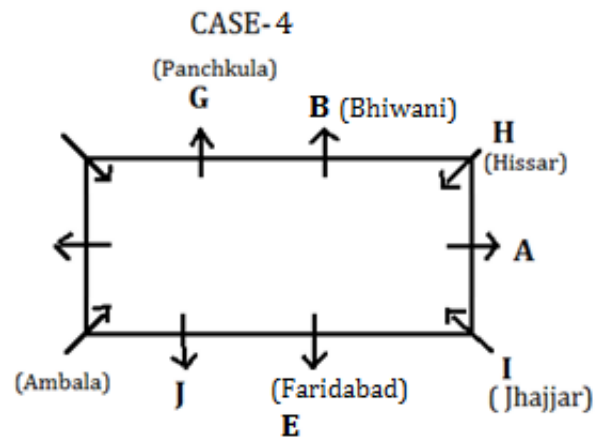 CASE- 4
(Panchkula)
G
B (Bhiwani)
H
(Hissar)
A
(Ambala)
J
(Faridabad)
E
I
( Jhajjar)